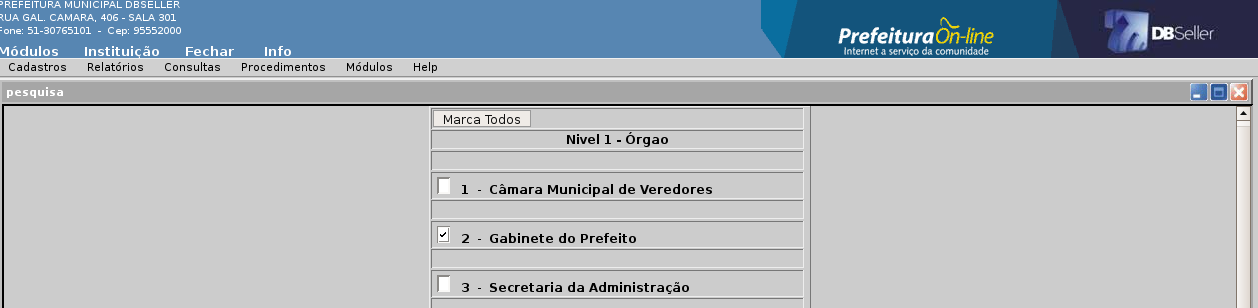 PREFEITURA MUNICIPAL DBSELLER
RUA GAL. CAMARA, 406 - SALA 301
Fone: 51-30765101 - Cep: 95552000
Módulos Instituição Fechar Info
PrefeituraOn-line
Internet a serviço da comunidade
DBSeller
Cadastros Relatórios Consultas Procedimentos Módulos Help
pesquisa
Marca Todos
Nivel 1 - Órgao
1 - Câmara Municipal de Veredores
2 - Gabinete do Prefeito
3 - Secretaria da Administração